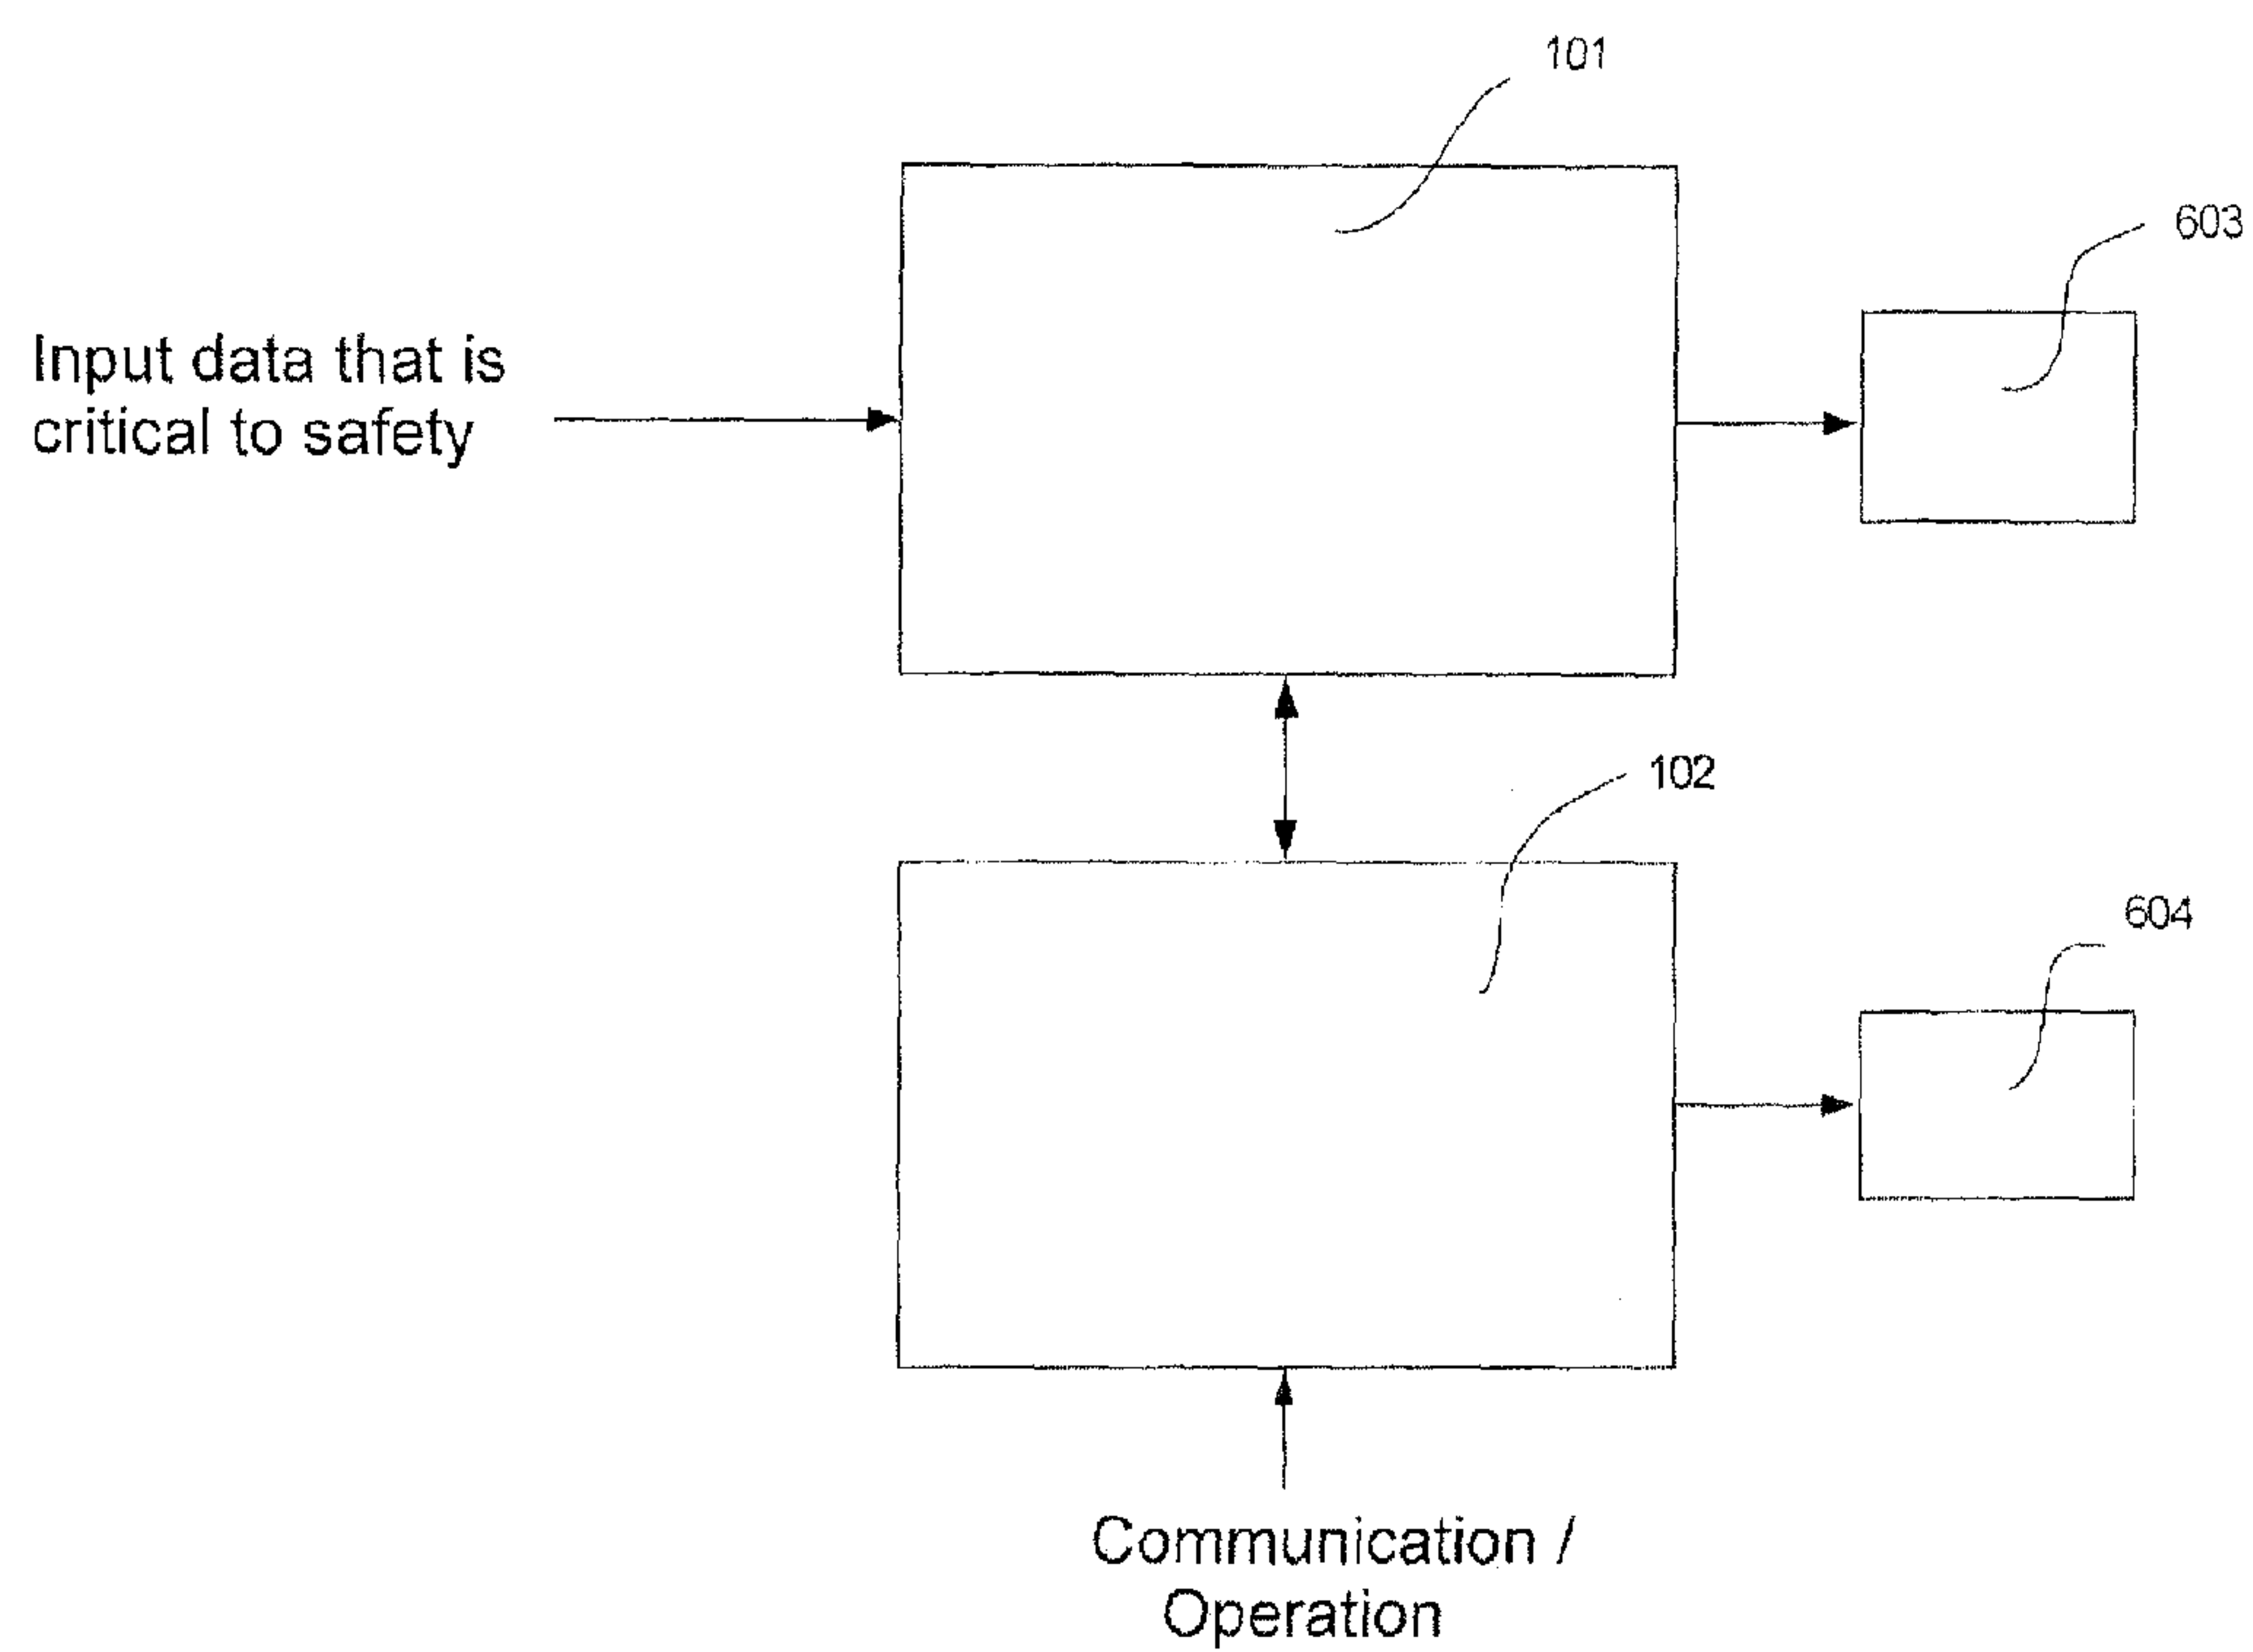 101
603
Input data that is
critical to safety
102
604
Communication /
Operation